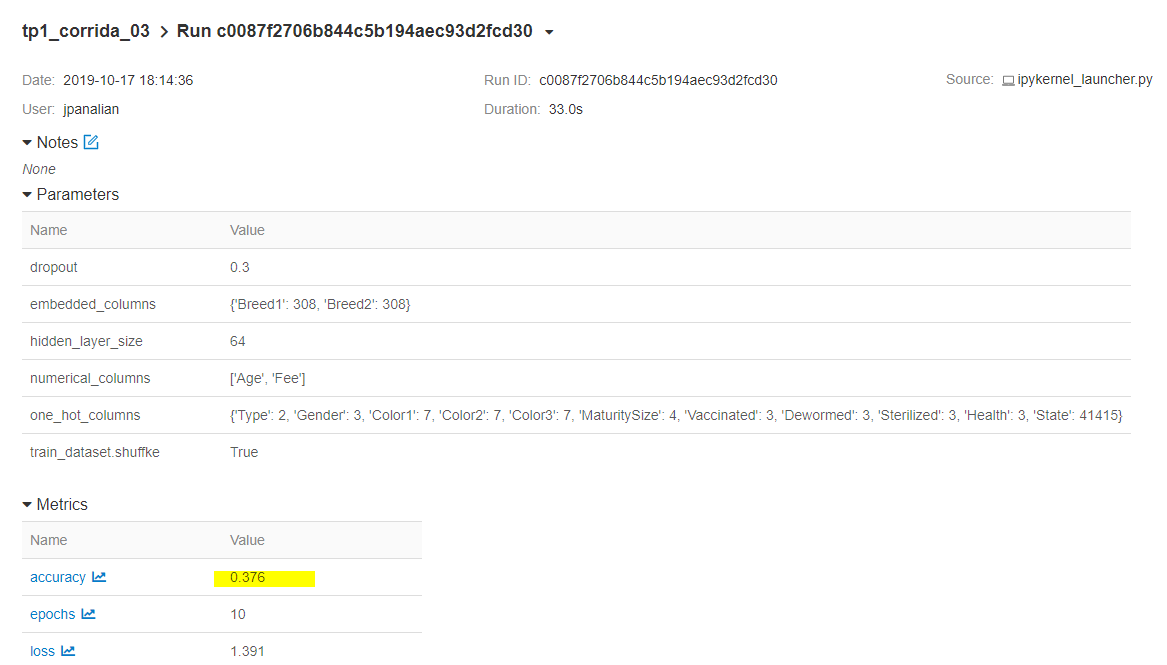 tp1_corrida_03 > Run c0087f2706b844c5b194aec93d2fcd30
Date: 2019-10-17 18:14:36 Run ID: c0087f2706b844c5b194aec93d2fcd30 Source: ipykernel_launcher.py
User: jpanalian Duration: 33.0s
Notes
None
Parameters
Name Value
dropout 0.3
embedded_columns {'Breed1': 308, 'Breed2': 308}
hidden_layer_size 64
numerical_columns ['Age', 'Fee']
one_hot_columns {'Type': 2, 'Gender': 3, 'Color1': 7, 'Color2': 7, 'Color3': 7, 'MaturitySize': 4, 'Vaccinated': 3, 'Dewormed': 3, 'Sterilized': 3, 'Health': 3, 'State': 41415}
train_dataset.shuffke True
Metrics
Name Value
accuracy 0.376
epochs 10
loss 1.391